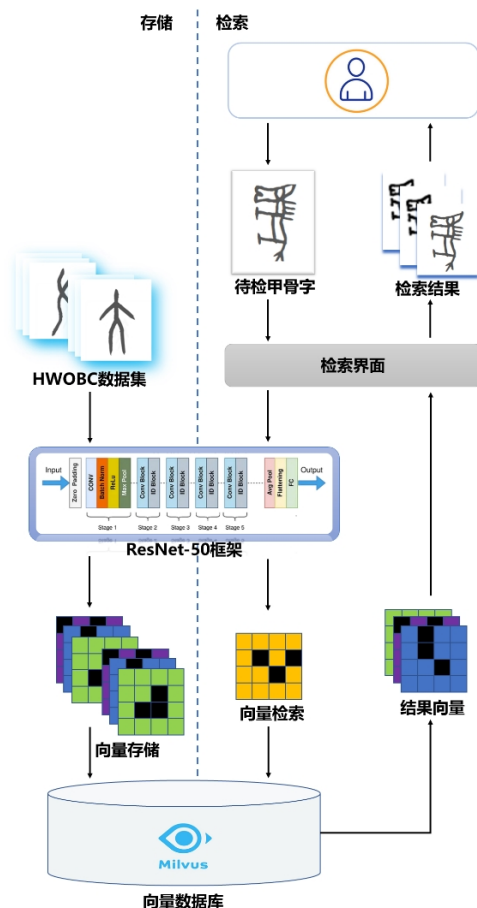 存储
检索
待检甲骨字
检索结果
HWOBC数据集
检索界面
Input
Zero Padding
CONV
Batch Norm
ReLu
Max Pool
Conv Block
ID Block
Conv Block
ID Block
Conv Block
ID Block
Conv Block
ID Block
Avg Pool
Flattering
FC
Output
Stage 1
Stage 2
Stage 3
Stage 4
Stage 5
ResNet-50框架
向量存储
向量检索
结果向量
Milvus
向量数据库